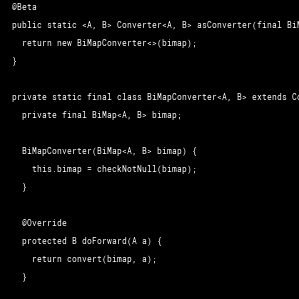 @Beta
public static <A, B> Converter<A, B> asConverter(final BiM
return new BiMapConverter<>(bimap);
}
private static final class BiMapConverter<A, B> extends Co
private final BiMap<A, B> bimap;
BiMapConverter(BiMap<A, B> bimap) {
this.bimap = checkNotNull(bimap);
}
@Override
protected B doForward(A a) {
return convert(bimap, a);
}